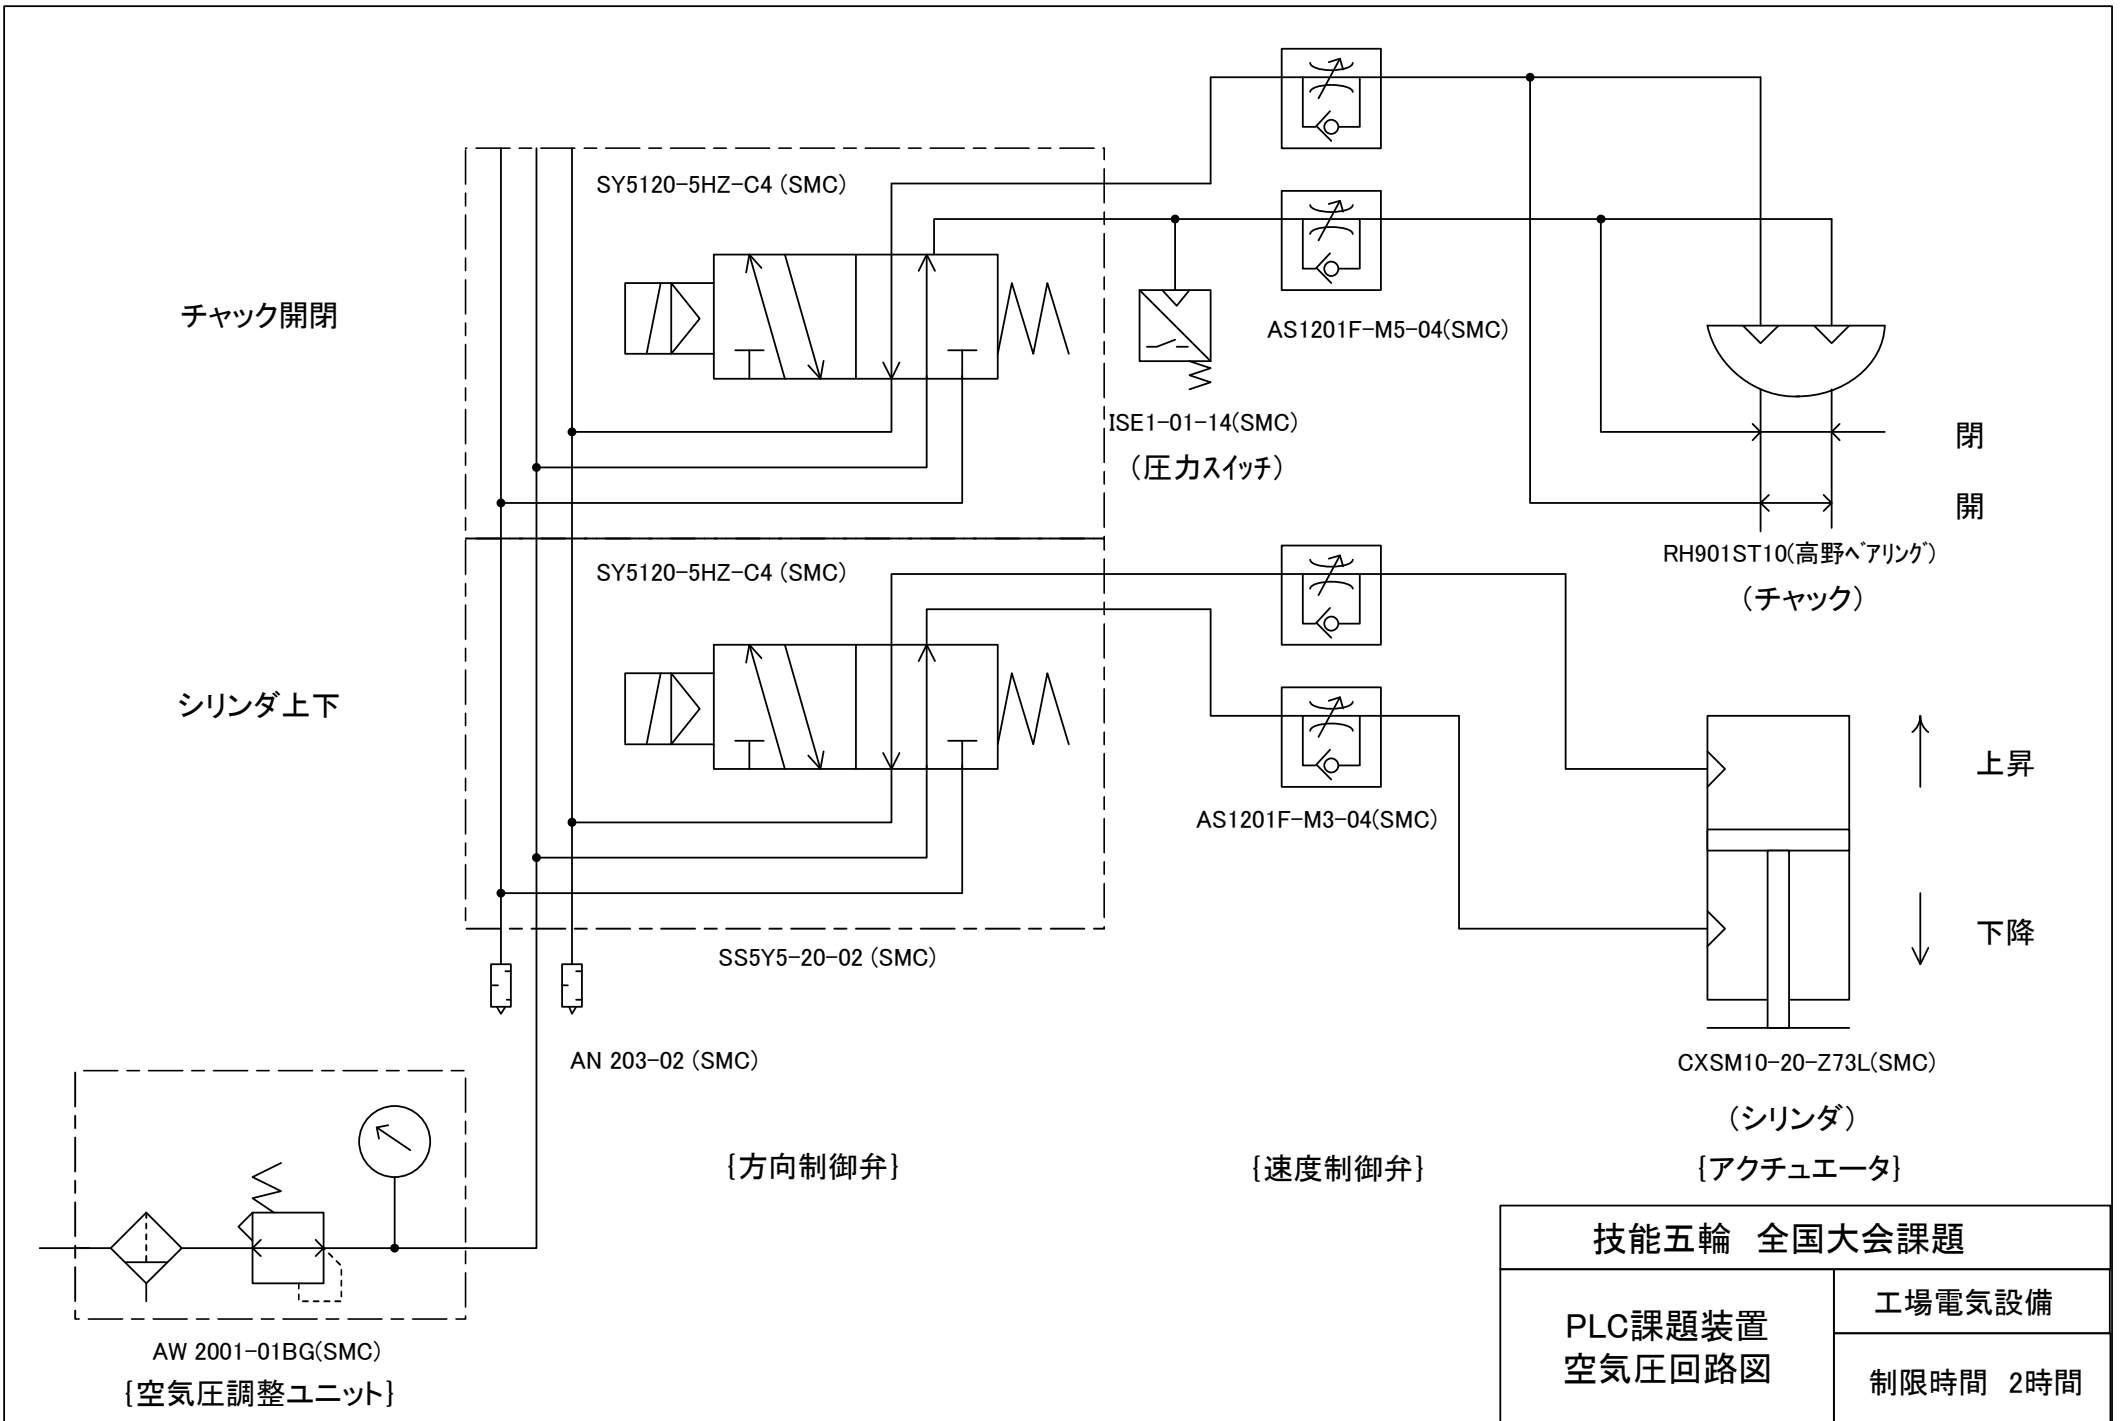 SY5120-5HZ-C4 (SMC)
チャック開閉
AS1201F-M5-04(SMC)
ISE1-01-14(SMC)
（圧力スイッチ）
閉
開
RH901ST10(高野ベアリング)
（チャック）
SY5120-5HZ-C4 (SMC)
シリンダ上下
上昇
AS1201F-M3-04(SMC)
下降
SS5Y5-20-02 (SMC)
AN 203-02 (SMC)
CXSM10-20-Z73L(SMC)
（シリンダ）
{方向制御弁}
{速度制御弁}
{アクチュエータ}
AW 2001-01BG(SMC)
{空気圧調整ユニット}
技能五輪　全国大会課題
PLC課題装置
空気圧回路図
工場電気設備
制限時間　2時間